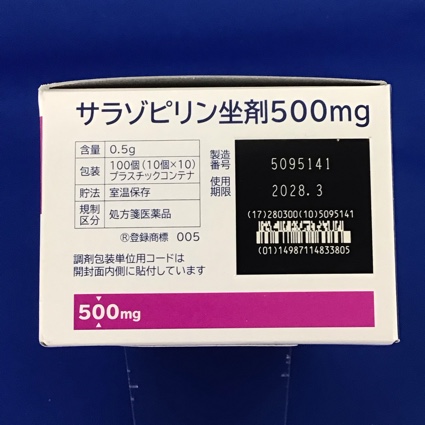 サラゾピリン坐剤500mg
含量 0.5g
包装 100個(10個×10)
プラスチックコンテナ
貯法 室温保存
規制
区分 処方箋医薬品
®登録商標 005
調剤包装単位用コードは
開封面内側に貼付しています
製造
番号 5095141
使用
期限 2028.3
(17)280300(10)5095141
(01)14987114833805
500mg